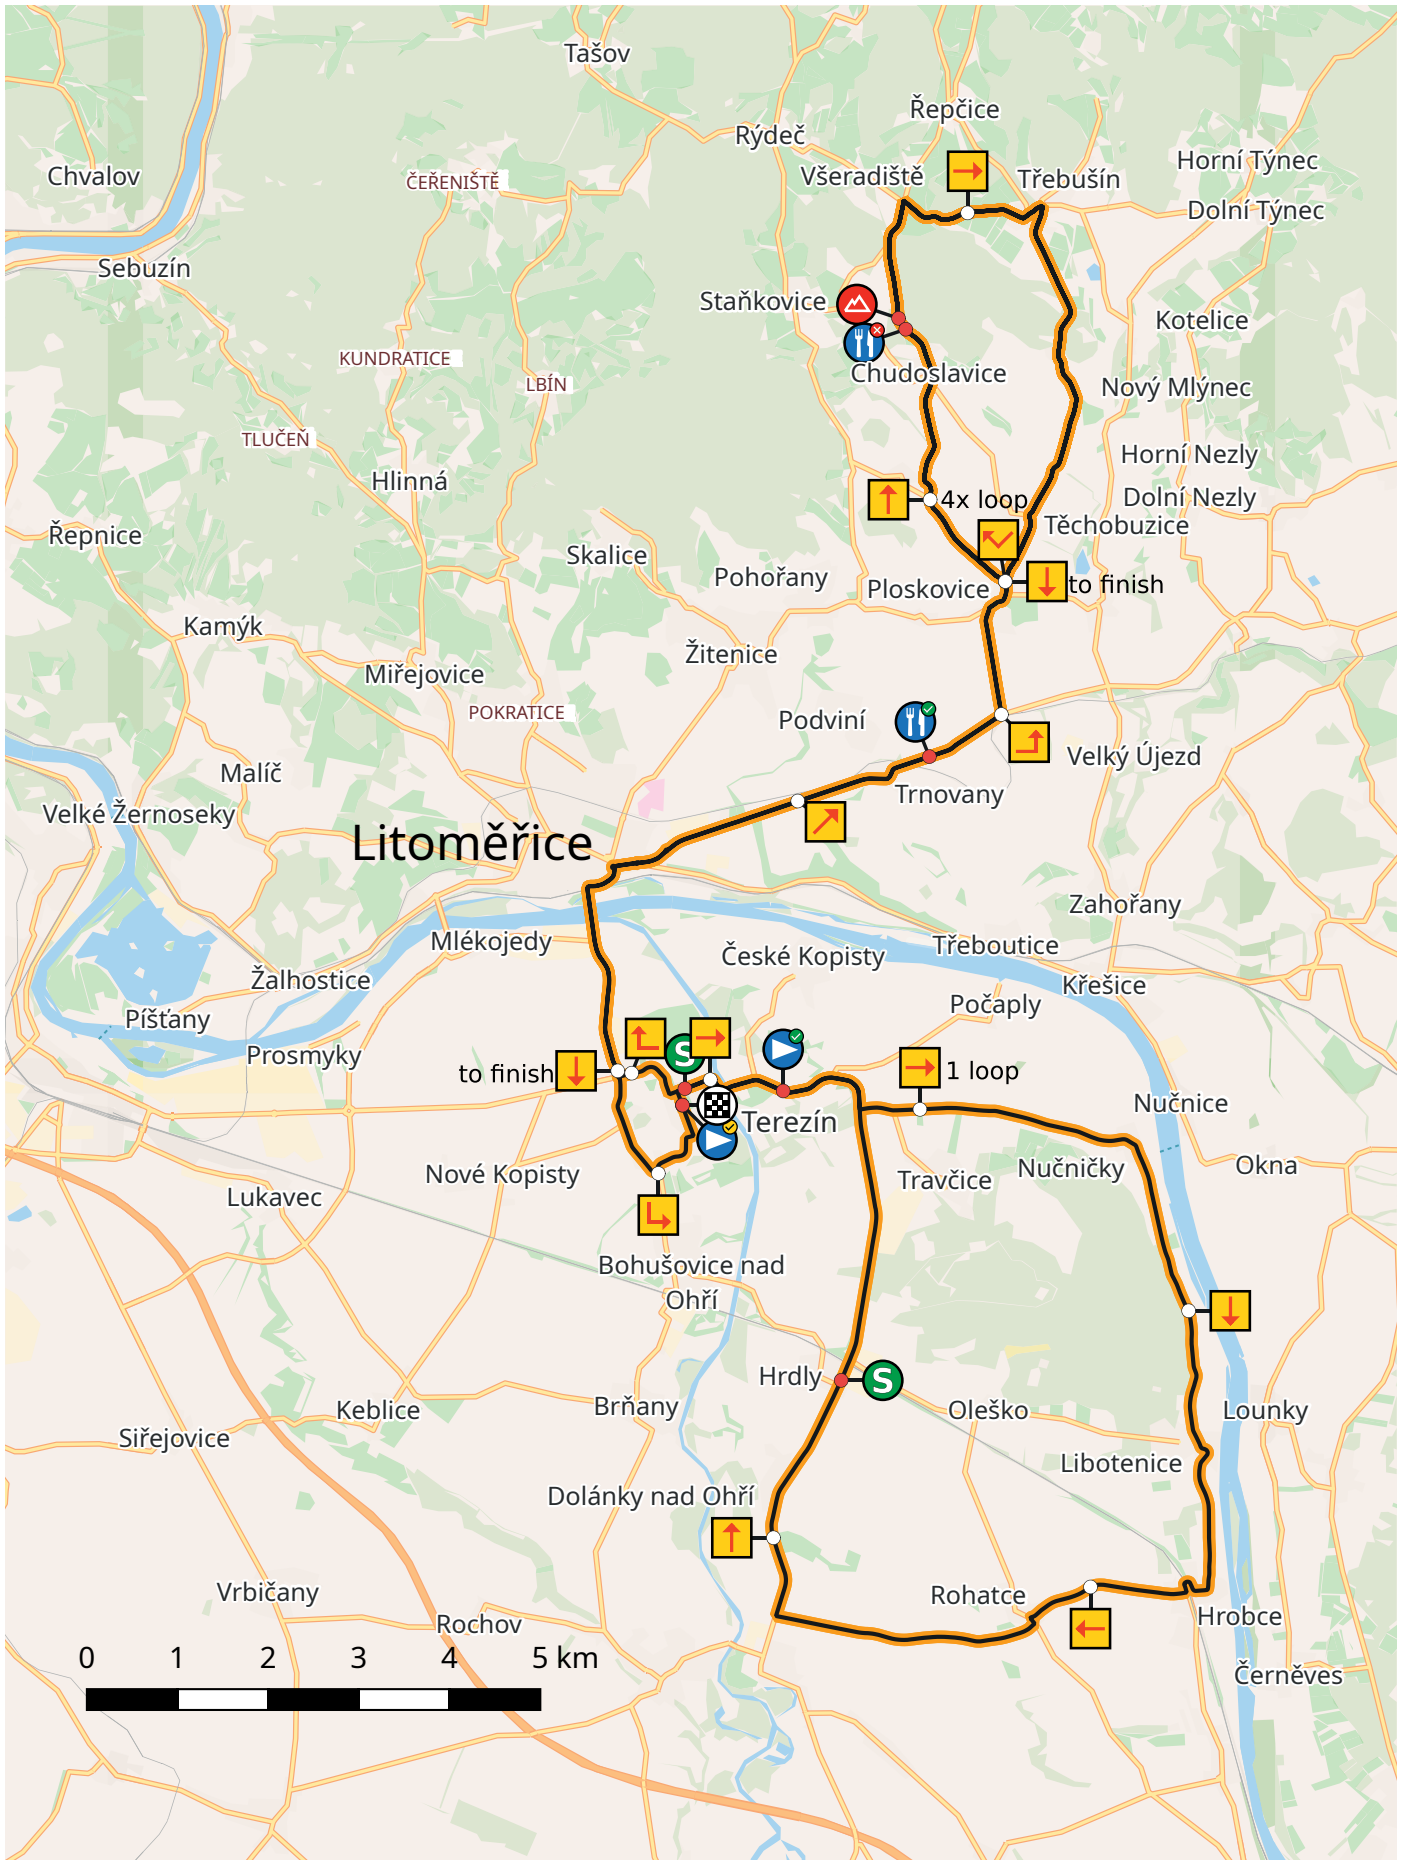 Tašov
Řepčice
Rýdeč
Horní Týnec
Chvalov
Všeradiště
Třebušín
ČEŘENIŠTĚ
Dolní Týnec
Sebuzín
Staňkovice
Kotelice
KUNDRATICE
Chudoslavice
LBÍN
Nový Mlýnec
TLUČEŇ
Horní Nezly
Hlinná
4x loop
Dolní Nezly
Těchobuzice
Řepnice
Skalice
Pohořany
Ploskovice
to finish
Kamýk
Žitenice
Miřejovice
POKRATICE
Podviní
Velký Újezd
Malíč
Trnovany
Velké Žernoseky
Litoměřice
Zahořany
Mlékojedy
Třeboutice
České Kopisty
Žalhostice
Křešice
Počaply
Píšťany
Prosmyky
S
to finish
1 loop
Nučnice
Terezín
Okna
Nučničky
Nové Kopisty
Travčice
Lukavec
Bohušovice nad
Ohří
Hrdly
S
Brňany
Keblice
Oleško
Lounky
Siřejovice
Libotenice
Dolánky nad Ohří
Vrbičany
Rohatce
Hrobce
Rochov
0 1 2 3 4 5 km
Černěves